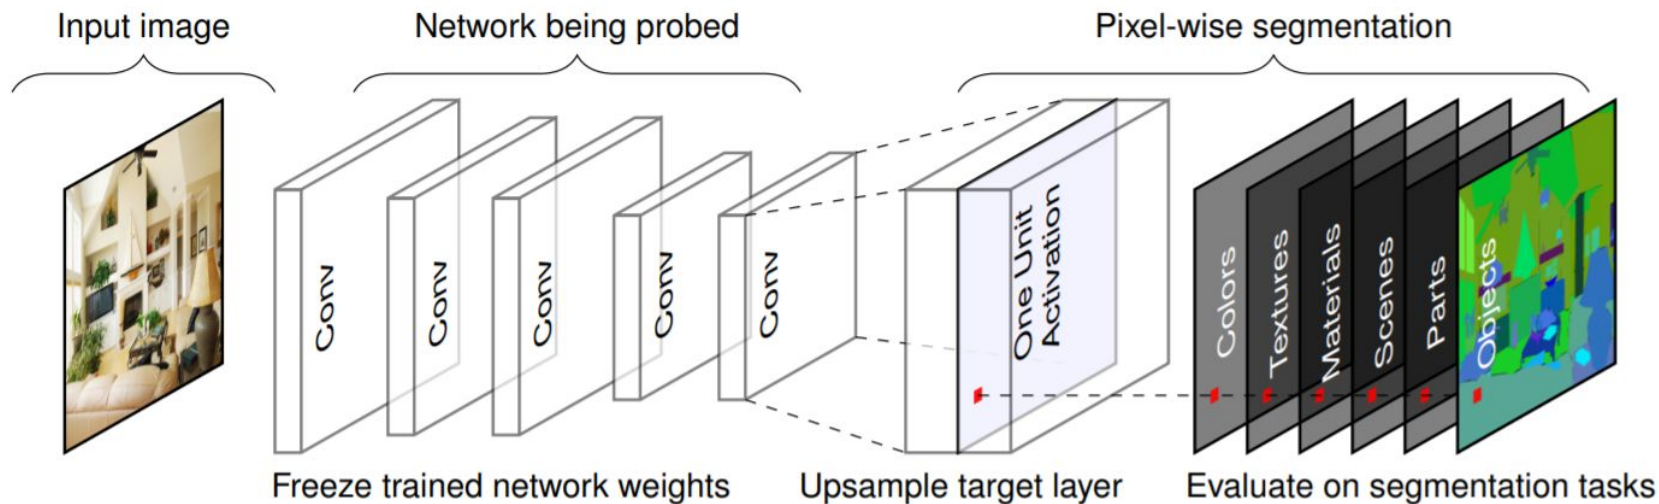 Input image
Network being probed
Pixel-wise segmentation
Conv
Conv
Conv
Conv
Conv
One Unit
Activation
Colors
Textures
Materials
Scenes
Parts
Objects
Freeze trained network weights
Upsample target layer
Evaluate on segmentation tasks